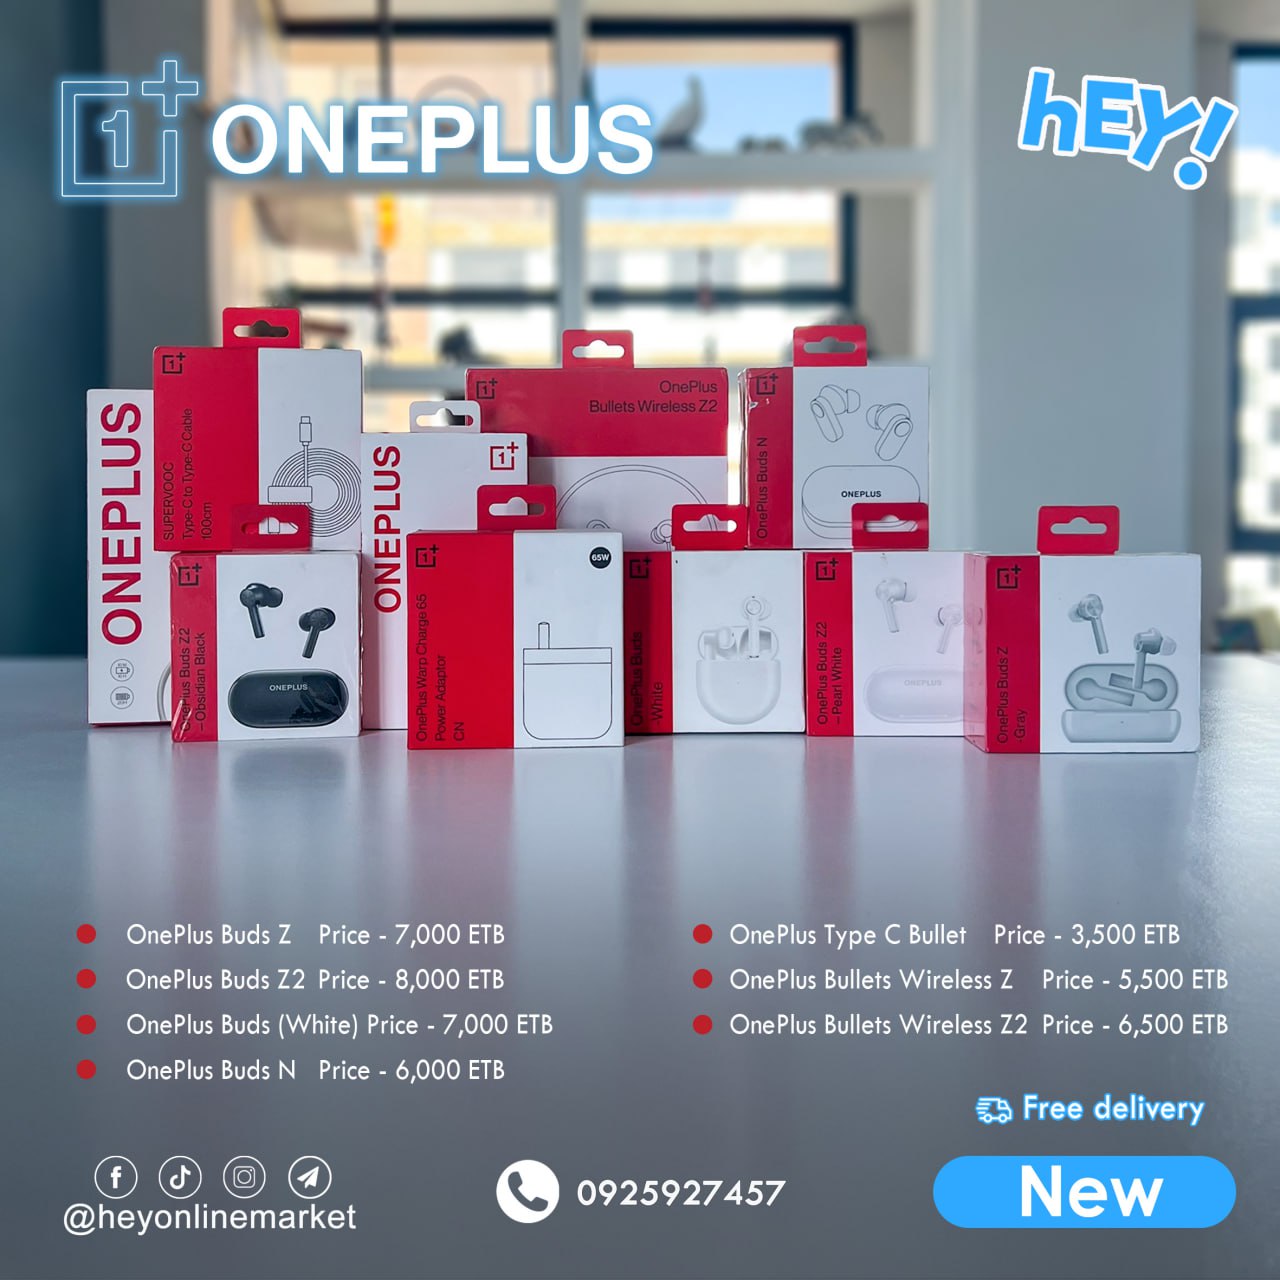 1+ ONEPLUS
hEY!
ONEPLUS
SUPERVOOC
Type-C to Type-C Cable
100cm
ONEPLUS
OnePlus
Bullets Wireless Z2
OnePlus Buds N
ONEPLUS
OnePlus Buds Z2
–Obsidian Black
ONEPLUS
OnePlus Warp Charge 65
Power Adaptor
CN
65W
OnePlus Buds
White
OnePlus Buds Z2
–Pearl White
ONEPLUS
OnePlus Buds Z
-Gray
OnePlus Buds Z Price - 7,000 ETB
OnePlus Buds Z2 Price - 8,000 ETB
OnePlus Buds (White) Price - 7,000 ETB
OnePlus Buds N Price - 6,000 ETB
OnePlus Type C Bullet Price - 3,500 ETB
OnePlus Bullets Wireless Z Price - 5,500 ETB
OnePlus Bullets Wireless Z2 Price - 6,500 ETB
Free delivery
@heyonlinemarket
0925927457
New